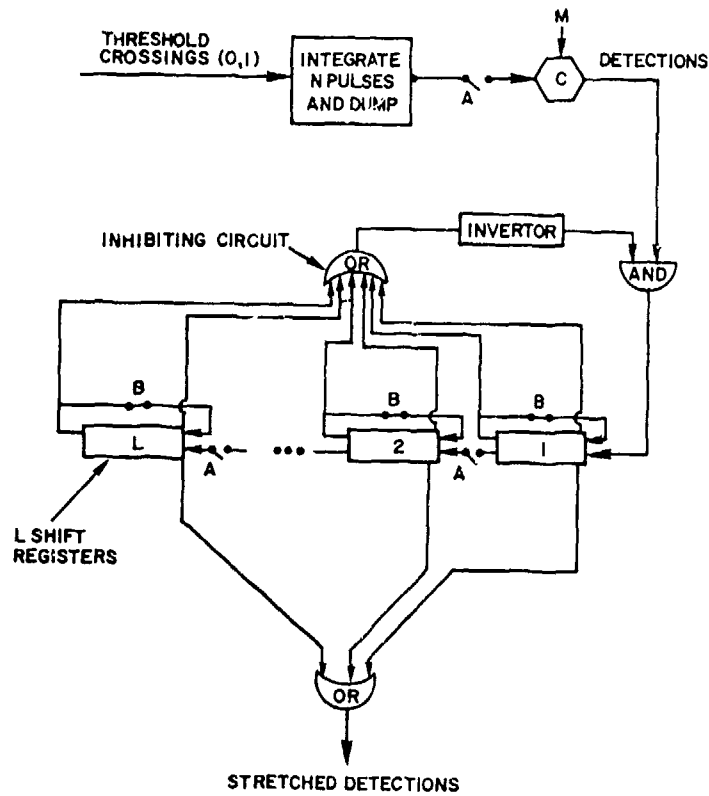 M
THRESHOLD
CROSSINGS (0,1)
INTEGRATE
N PULSES
AND DUMP
A
C
DETECTIONS
INHIBITING CIRCUIT
OR
INVERTOR
AND
B
B
B
L
A
2
A
1
L SHIFT
REGISTERS
OR
STRETCHED DETECTIONS